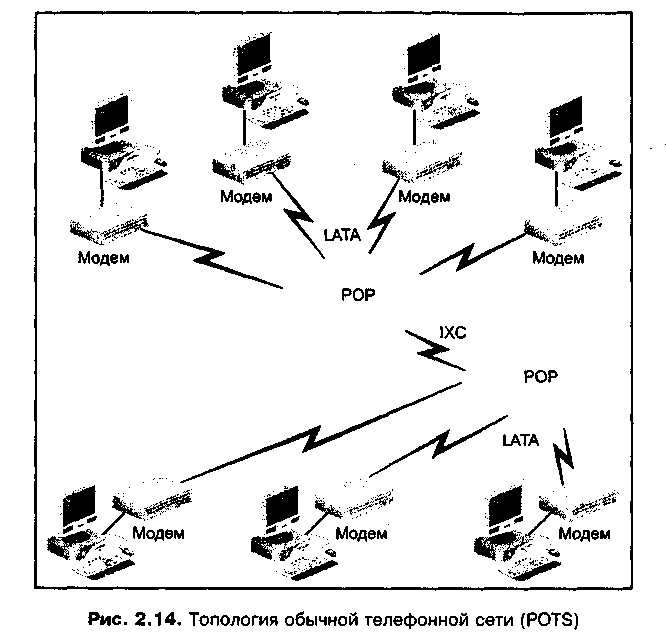 Модем
Модем
LATA
Модем
Модем
POP
IXC
POP
LATA
Модем
Модем
Модем
Рис. 2.14. Топология обычной телефонной сети (POTS)